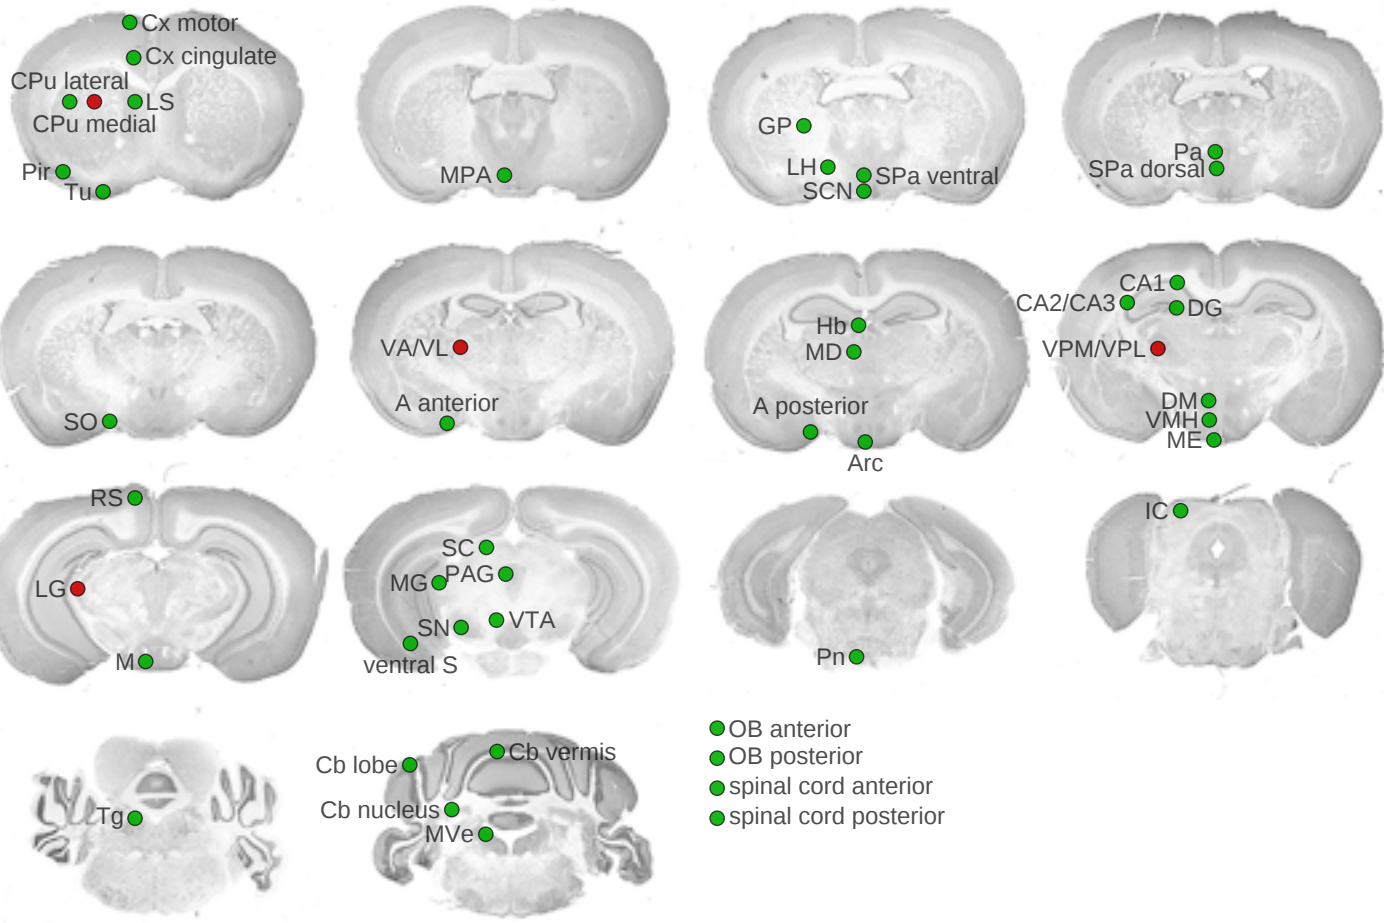 Cx motor
Cx cingulate
CPu lateral
LS
CPu medial
Pir
Tu
MPA
GP
LH
SPa ventral
SCN
Pa
SPa dorsal
SO
VA/VL
A anterior
Hb
MD
A posterior
Arc
CA1
CA2/CA3
DG
VPM/VPL
DM
VMH
ME
RS
LG
M
SC
MG
PAG
SN
VTA
ventral S
Pn
IC
Tg
Cb lobe
Cb vermis
Cb nucleus
MVe
OB anterior
OB posterior
spinal cord anterior
spinal cord posterior